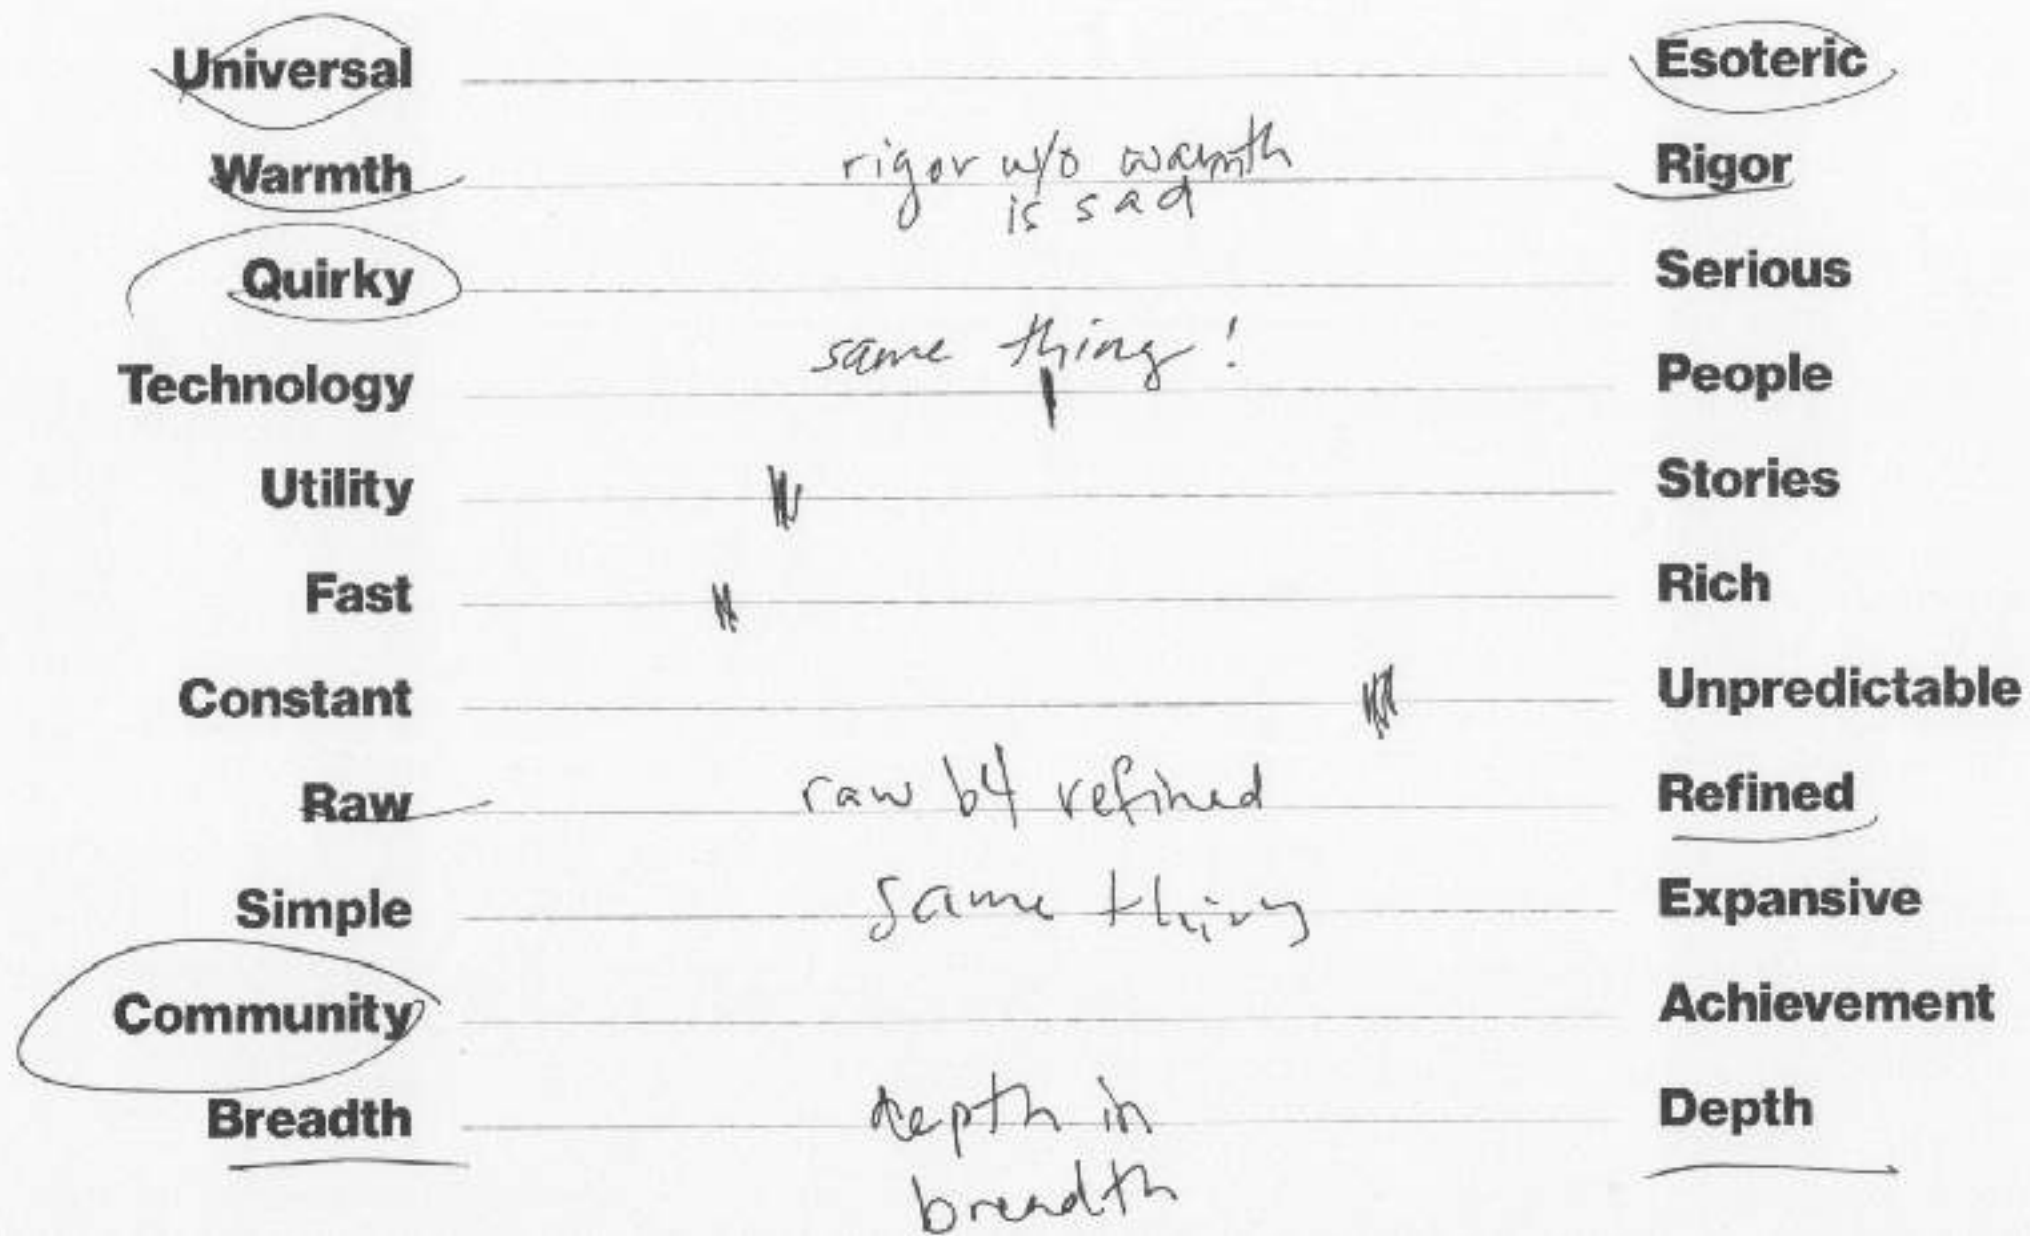 Universal Esoteric
Warmth rigor w/o warmth Rigor
is sad
Quirky Serious
same thing!
Technology People
Utility Stories
Fast Rich
Constant Unpredictable
Raw raw b4 refined Refined
Simple same thing Expansive
Community Achievement
Breadth depth in Depth
breadth